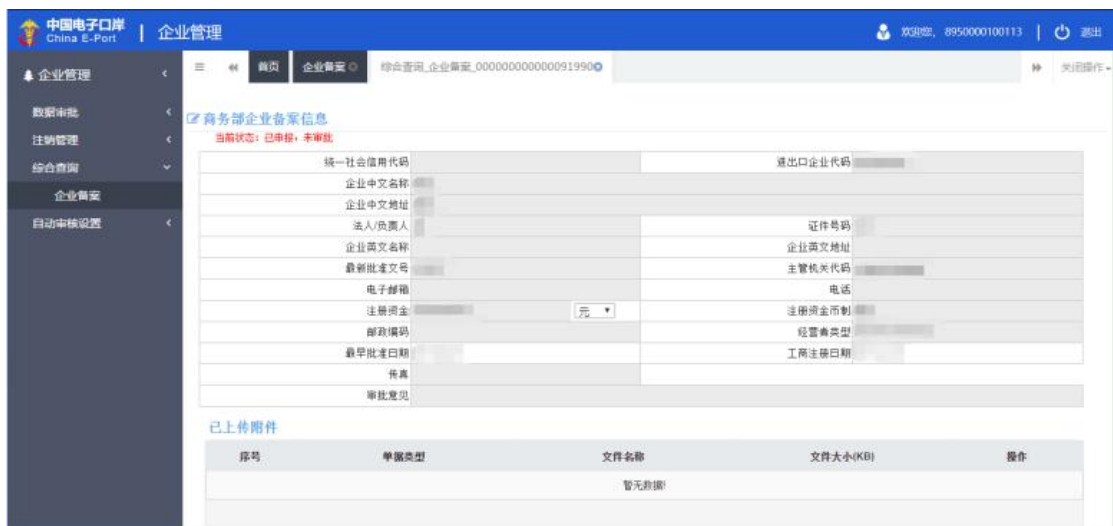 中国电子口岸
China E-Port
企业管理
欢迎您, 8950000100113
退出
企业管理
首页
企业备案
综合查询_企业备案_000000000000091990
关闭操作
数据审批
注销管理
综合查询
企业备案
自动审核设置
商务部企业备案信息
当前状态：已申报，未审批
统一社会信用代码 进出口企业代码
企业中文名称
企业中文地址
法人/负责人 证件号码
企业英文名称 企业英文地址
最新批准文号 主管机关代码
电子邮箱 电话
注册资金 元 注册资金币制
邮政编码 经营者类型
最早批准日期 工商注册日期
传真
审批意见
已上传附件
序号 单据类型 文件名称 文件大小(KB) 操作
暂无数据!